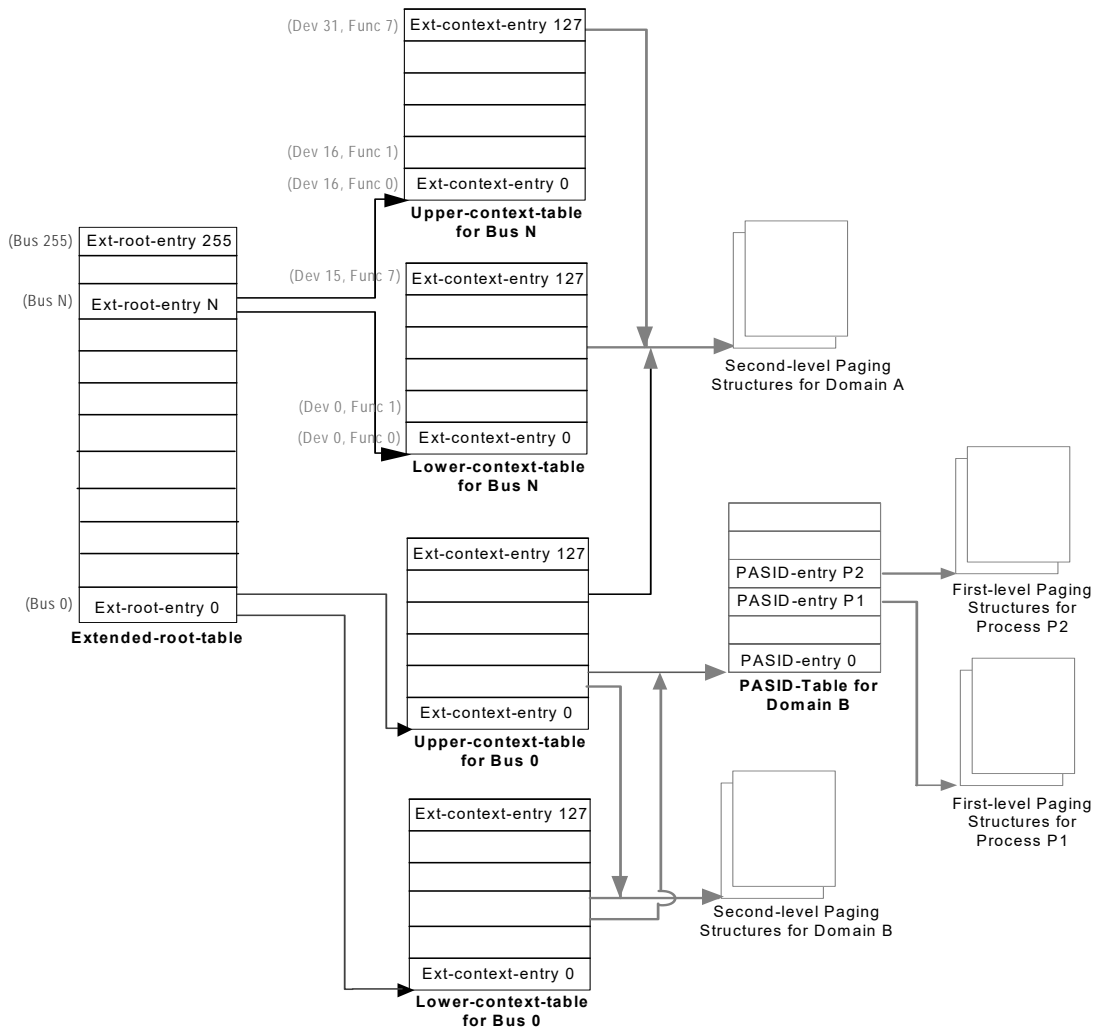 (Dev 31, Func 7)
Ext-context-entry 127
(Dev 16, Func 1)
(Dev 16, Func 0)
Ext-context-entry 0
Upper-context-table
for Bus N
(Bus 255)
Ext-root-entry 255
(Bus N)
Ext-root-entry N
(Bus 0)
Ext-root-entry 0
Extended-root-table
(Dev 15, Func 7)
Ext-context-entry 127
(Dev 0, Func 1)
(Dev 0, Func 0)
Ext-context-entry 0
Lower-context-table
for Bus N
Second-level Paging
Structures for Domain A
Ext-context-entry 127
Ext-context-entry 0
Upper-context-table
for Bus 0
PASID-entry P2
PASID-entry P1
PASID-entry 0
PASID-Table for
Domain B
First-level Paging
Structures for
Process P2
First-level Paging
Structures for
Process P1
Ext-context-entry 127
Ext-context-entry 0
Lower-context-table
for Bus 0
Second-level Paging
Structures for Domain B